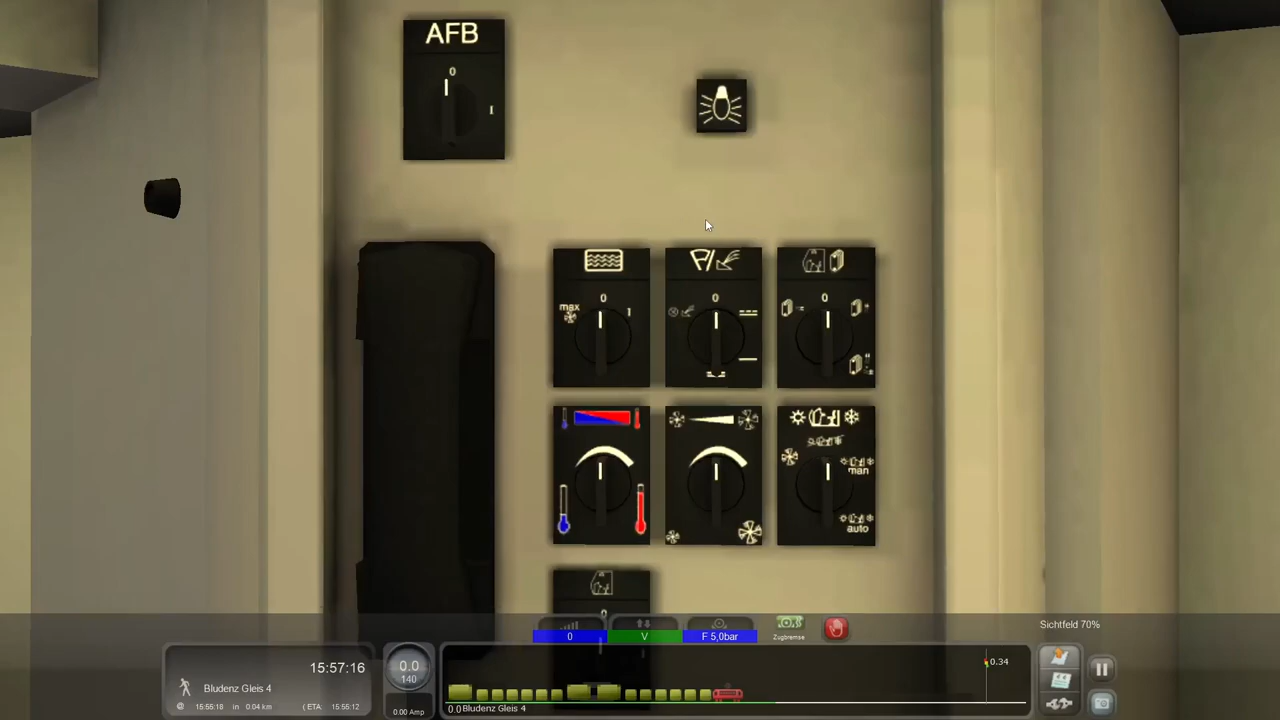 AFB
0
I
0
max
I
0
0
man
auto
0
Zugbremse
0
V
F 5,0bar
Sichtfeld 70%
15:57:16
Bludenz Gleis 4
15:55:18 in 0.04 km ( ETA: 15:55:12
0.0
140
0.00 Amp
0.34
0.0 Bludenz Gleis 4